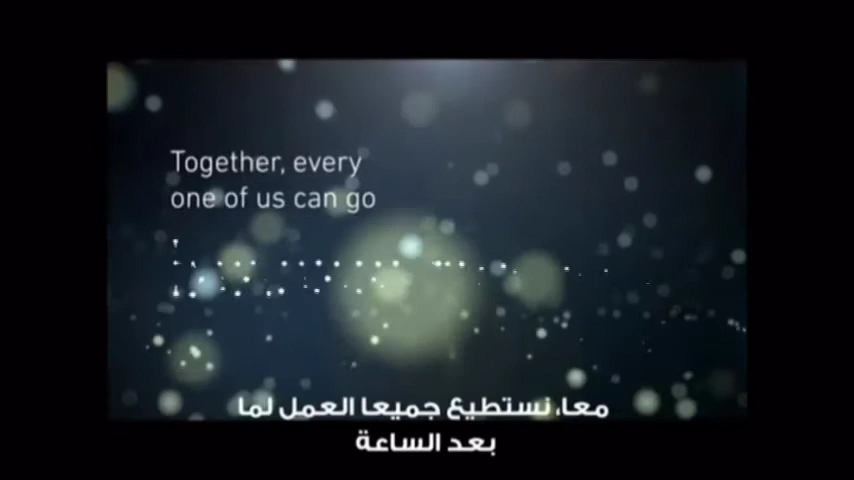 Together, every
one of us can go
معا، نستطيع جميعا العمل لما
بعد الساعة